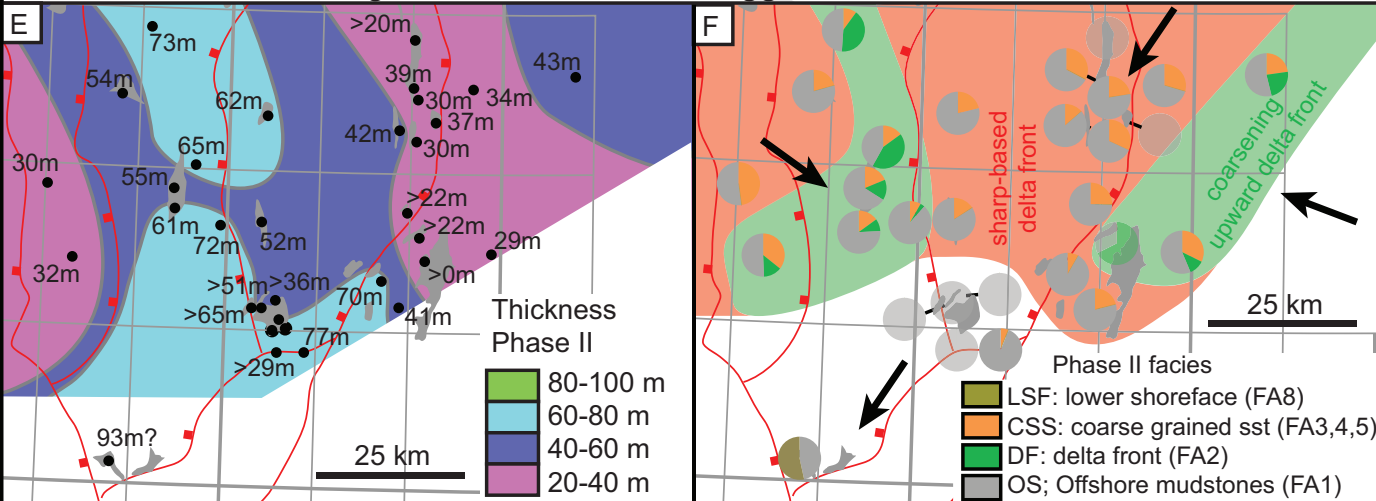 E
>20m
73m
43m
54m
39m
34m
62m
30m
37m
42m
30m
65m
30m
55m
>22m
61m
>22m
72m
52m
29m
32m
>0m
>51m
>36m
70m
>65m
41m
77m
>29m
93m?
25 km
Thickness
Phase II
80-100 m
60-80 m
40-60 m
20-40 m
F
sharp-based
delta front
coarsening
upward delta front
25 km
Phase II facies
LSF: lower shoreface (FA8)
CSS: coarse grained sst (FA3,4,5)
DF: delta front (FA2)
OS; Offshore mudstones (FA1)